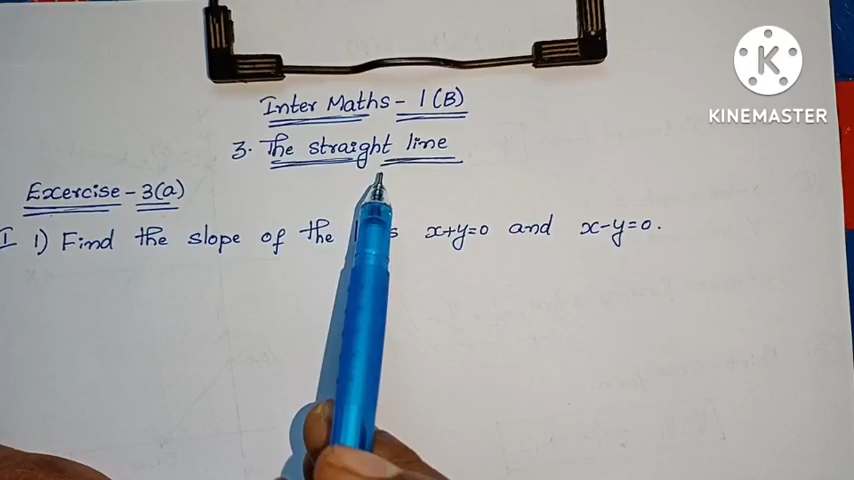 Inter Maths - 1(B)
3. The straight line
Exercise - 3(a)
I 1) Find the slope of the x+y=0 and x-y=0.
K
KINEMASTER